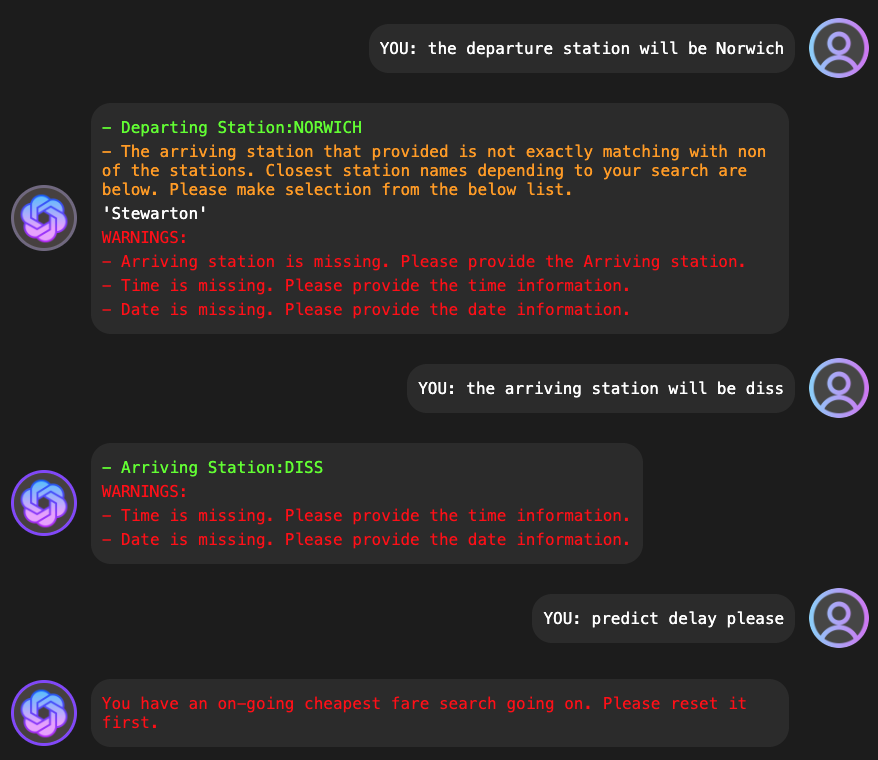 YOU: the departure station will be Norwich
- Departing Station:NORWICH
- The arriving station that provided is not exactly matching with non
of the stations. Closest station names depending to your search are
below. Please make selection from the below list.
'Stewarton'
WARNINGS:
- Arriving station is missing. Please provide the Arriving station.
- Time is missing. Please provide the time information.
- Date is missing. Please provide the date information.
YOU: the arriving station will be diss
- Arriving Station:DISS
WARNINGS:
- Time is missing. Please provide the time information.
- Date is missing. Please provide the date information.
YOU: predict delay please
You have an on-going cheapest fare search going on. Please reset it
first.